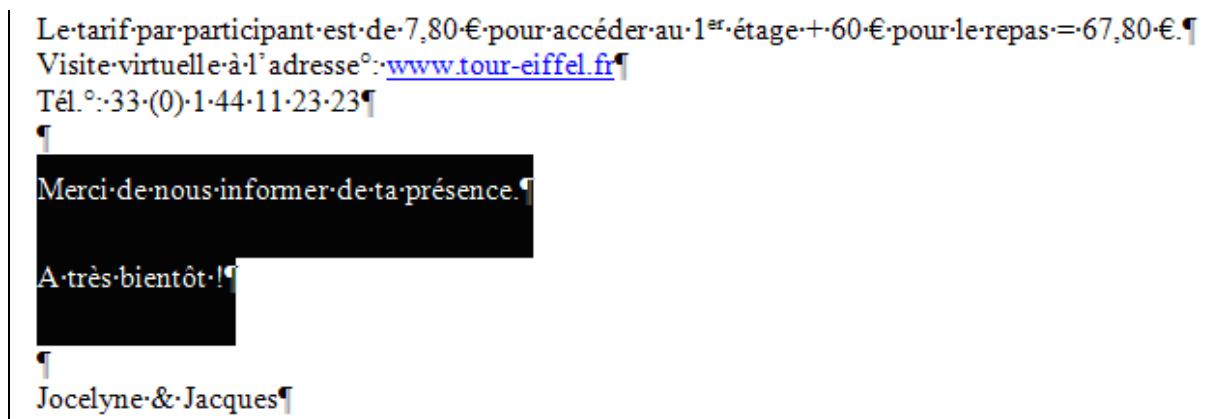 Le·tarif·par·participant·est·de·7,80·€·pour·accéder·au·1er·étage·+·60·€·pour·le·repas·=·67,80·€.¶
Visite·virtuelle·à·l’adresse°:·www.tour-eiffel.fr¶
Tél.°:·33·(0)·1·44·11·23·23¶
¶
Merci·de·nous·informer·de·ta·présence.¶
A·très·bientôt·!¶
¶
Jocelyne·&·Jacques¶